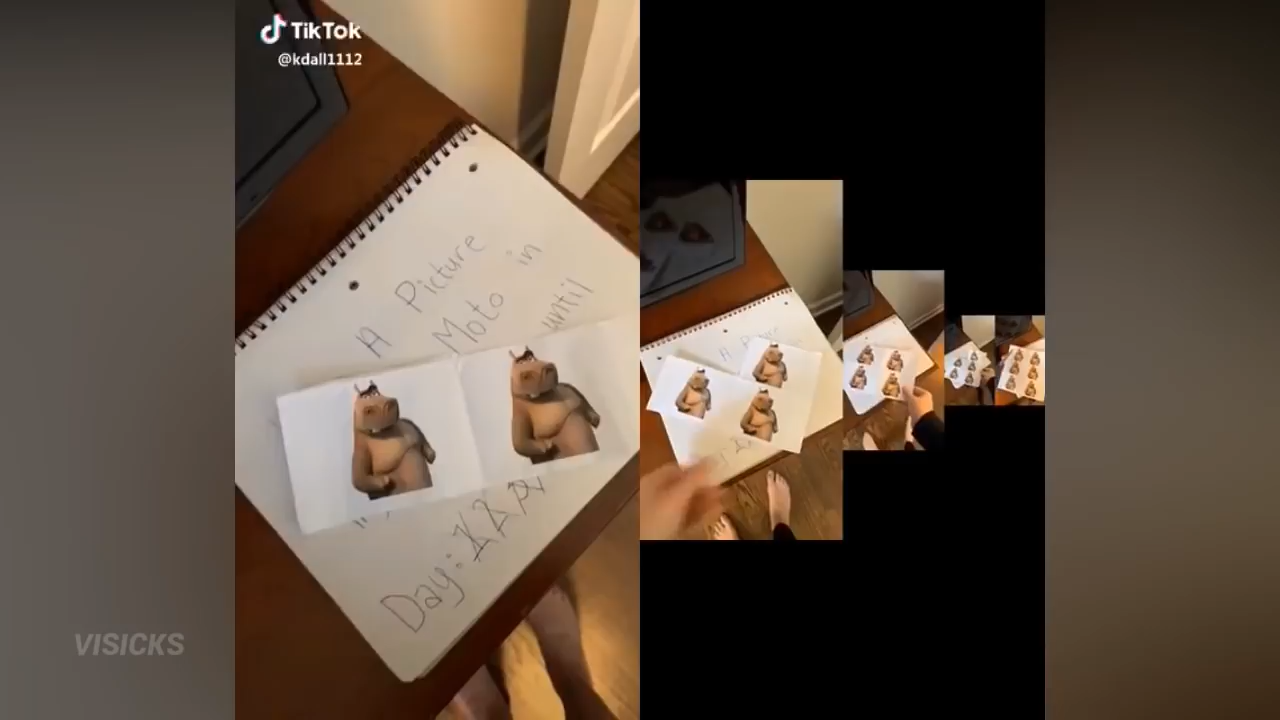 TikTok
@kdall1112
A Picture
Moto in
until
Day:
A P
VISICKS